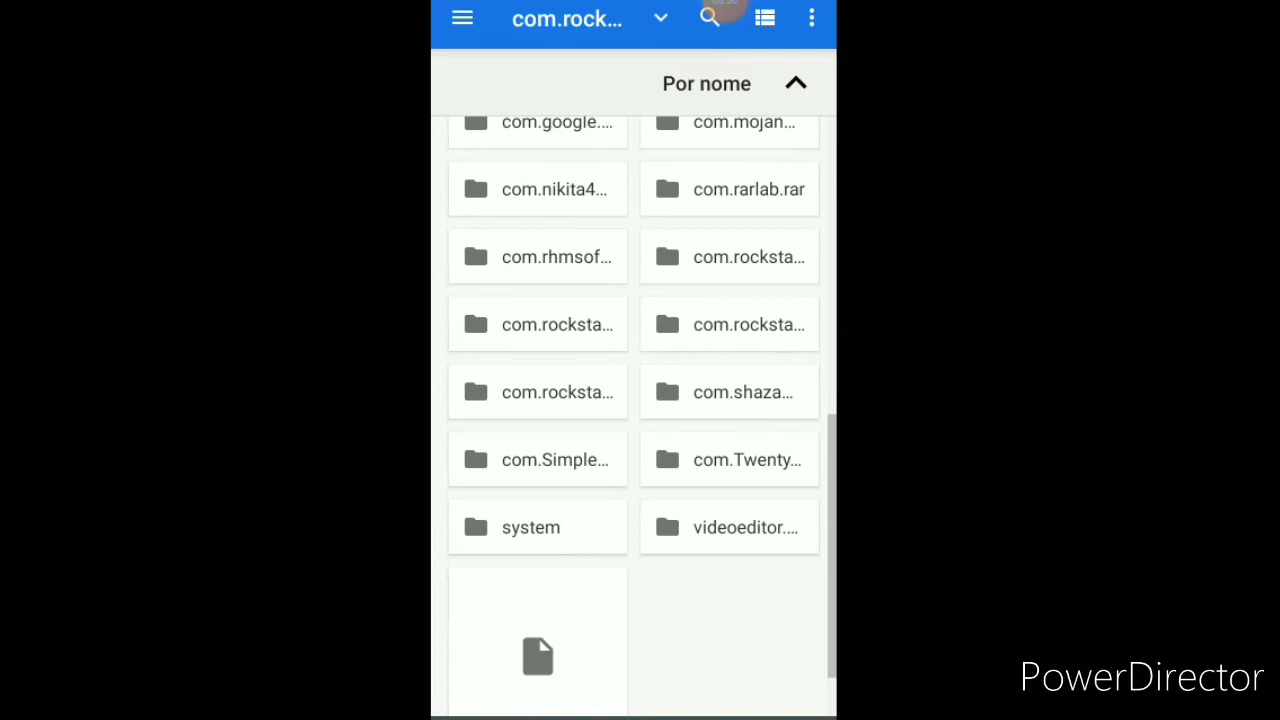 com.rock...
Por nome
com.google....
com.mojan...
com.nikita4...
com.rarlab.rar
com.rhmsof...
com.rocksta...
com.rocksta...
com.rocksta...
com.rocksta...
com.shaza...
com.Simple...
com.Twenty...
system
videoeditor....
PowerDirector